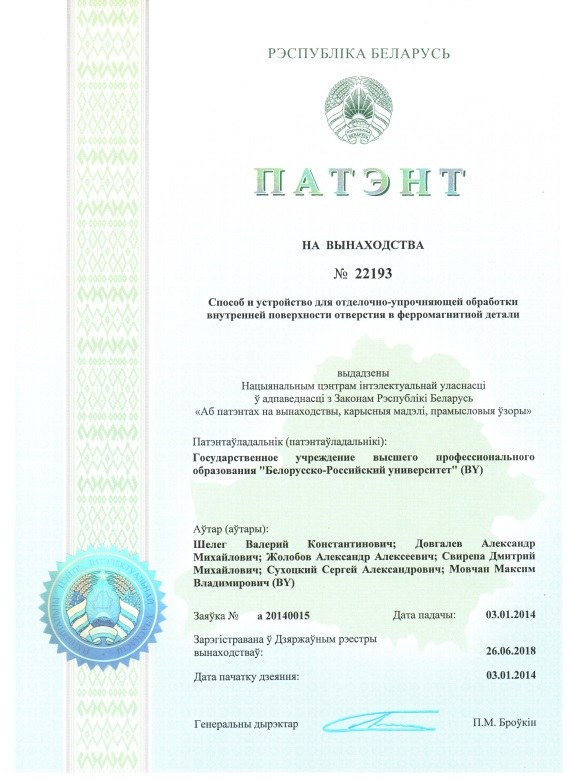 РЭСПУБЛІКА БЕЛАРУСЬ
ПАТЭНТ
НА ВЫНАХОДСТВА
№ 22193
Способ и устройство для отделочно-упрочняющей обработки
внутренней поверхности отверстия в ферромагнитной детали
выдадзены
Нацыянальным цэнтрам інтэлектуальнай уласнасці
ў адпаведнасці з Законам Рэспублікі Беларусь
«Аб патэнтах на вынаходствы, карысныя мадэлі, прамысловыя ўзоры»
Патэнтаўладальнік (патэнтаўладальнікі):
Государственное учреждение высшего профессионального
образования "Белорусско-Российский университет" (BY)
Аўтар (аўтары):
Шелег Валерий Константинович; Довгалев Александр
Михайлович; Жолобов Александр Алексеевич; Свирепа Дмитрий
Михайлович; Сухоцкий Сергей Александрович; Мовчан Максим
Владимирович (BY)
Заяўка № а 20140015 Дата падачы: 03.01.2014
Зарэгістравана ў Дзяржаўным рэестры
вынаходстваў: 26.06.2018
Дата пачатку дзеяння: 03.01.2014
Генеральны дырэктар П.М. Броўкін